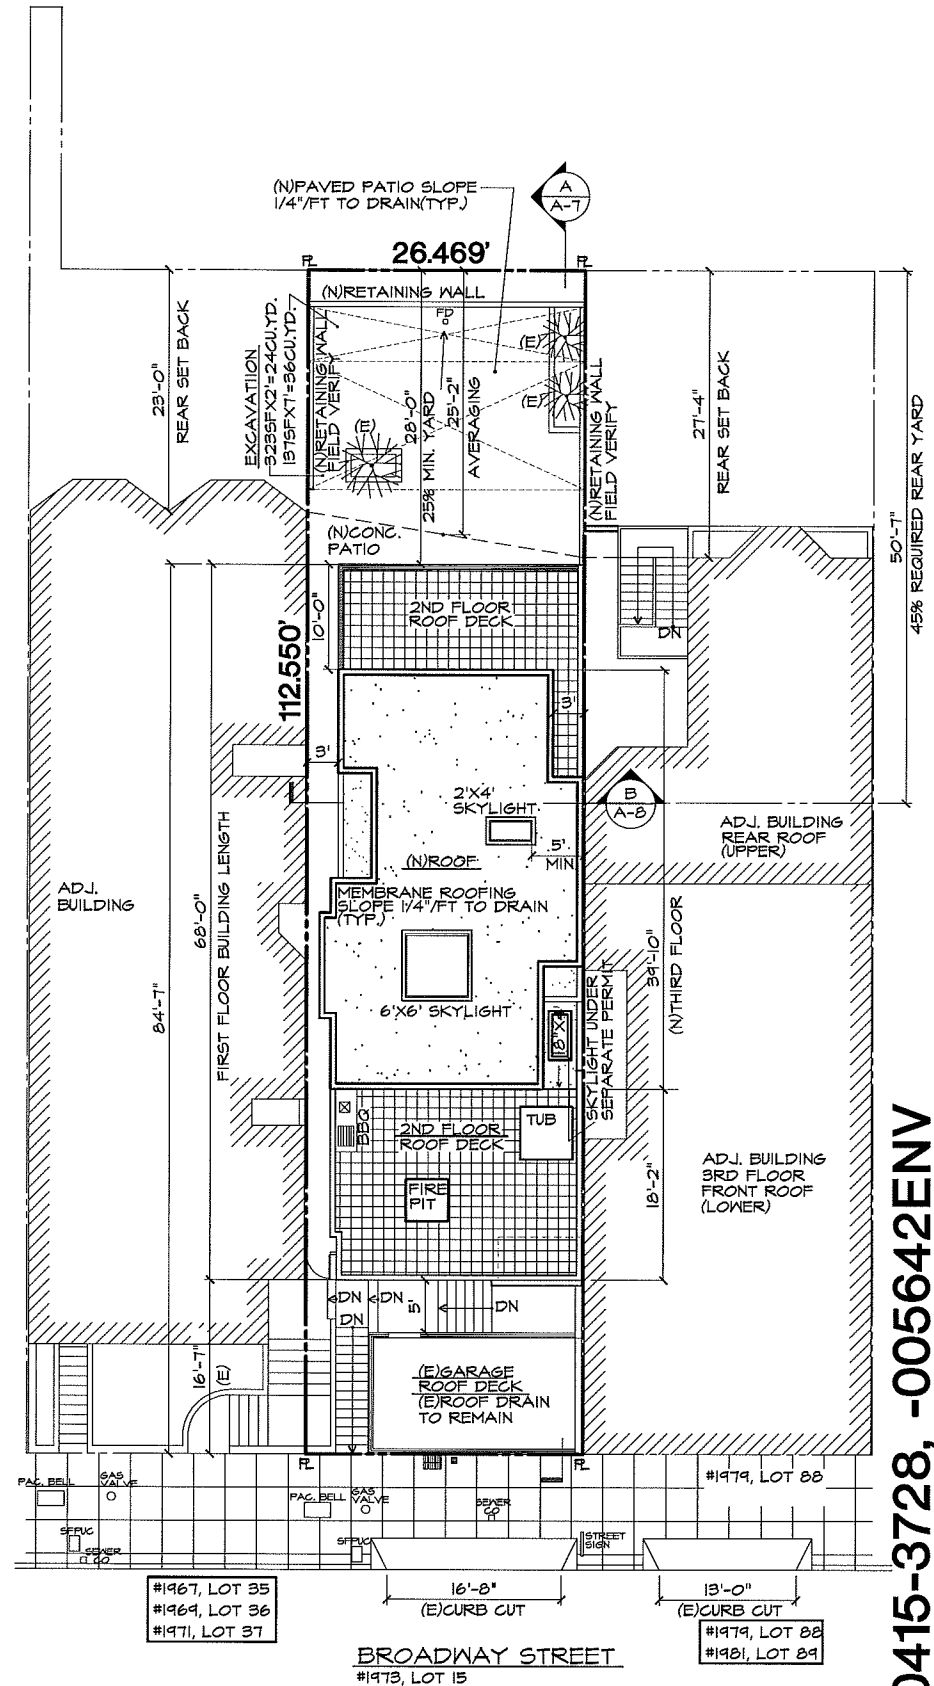 (N)PAVED PATIO SLOPE
1/4"/FT TO DRAIN(TYP.)
A
A-7
26.469'
PL
PL
(N)RETAINING WALL
23'-0"
REAR SET BACK
EXCAVATIION
323SFX2'=24CU.YD.
137SFX7'=36CU.YD.
(N)RETAINING WALL
FIELD VERIFY
FD
(E)
(E)
(E)
28'-0"
25% MIN. YARD
25'-2"
AVERAGING
(N)RETAINING WALL
FIELD VERIFY
27'-4"
REAR SET BACK
50'-7"
45% REQUIRED REAR YARD
(N)CONC.
PATIO
10'-0"
2ND FLOOR
ROOF DECK
DN
112.550'
3'
3'
2'X4'
SKYLIGHT
B
A-8
5'
MIN
(N)ROOF
MEMBRANE ROOFING
SLOPE 1/4"/FT TO DRAIN
(TYP.)
ADJ. BUILDING
REAR ROOF
(UPPER)
ADJ.
BUILDING
84'-7"
68'-0"
FIRST FLOOR BUILDING LENGTH
39'-10"
(N)THIRD FLOOR
6'X6' SKYLIGHT
SKYLIGHT UNDER
SEPARATE PERMIT
BBQ
2ND FLOOR
ROOF DECK
TUB
FIRE
PIT
18'-2"
ADJ. BUILDING
3RD FLOOR
FRONT ROOF
(LOWER)
DN
DN
DN
5'
DN
16'-7"
(E)
(E)GARAGE
ROOF DECK
(E)ROOF DRAIN
TO REMAIN
PL
PL
#1979, LOT 88
PAC. BELL
GAS
VALVE
PAC. BELL
GAS
VALVE
SEWER
CO
SFPUC
SEWER
CO
SFPUC
STREET
SIGN
16'-8"
(E)CURB CUT
13'-0"
(E)CURB CUT
#1967, LOT 35
#1969, LOT 36
#1971, LOT 37
#1979, LOT 88
#1981, LOT 89
BROADWAY STREET
#1973, LOT 15
0415-3728, -005642ENV